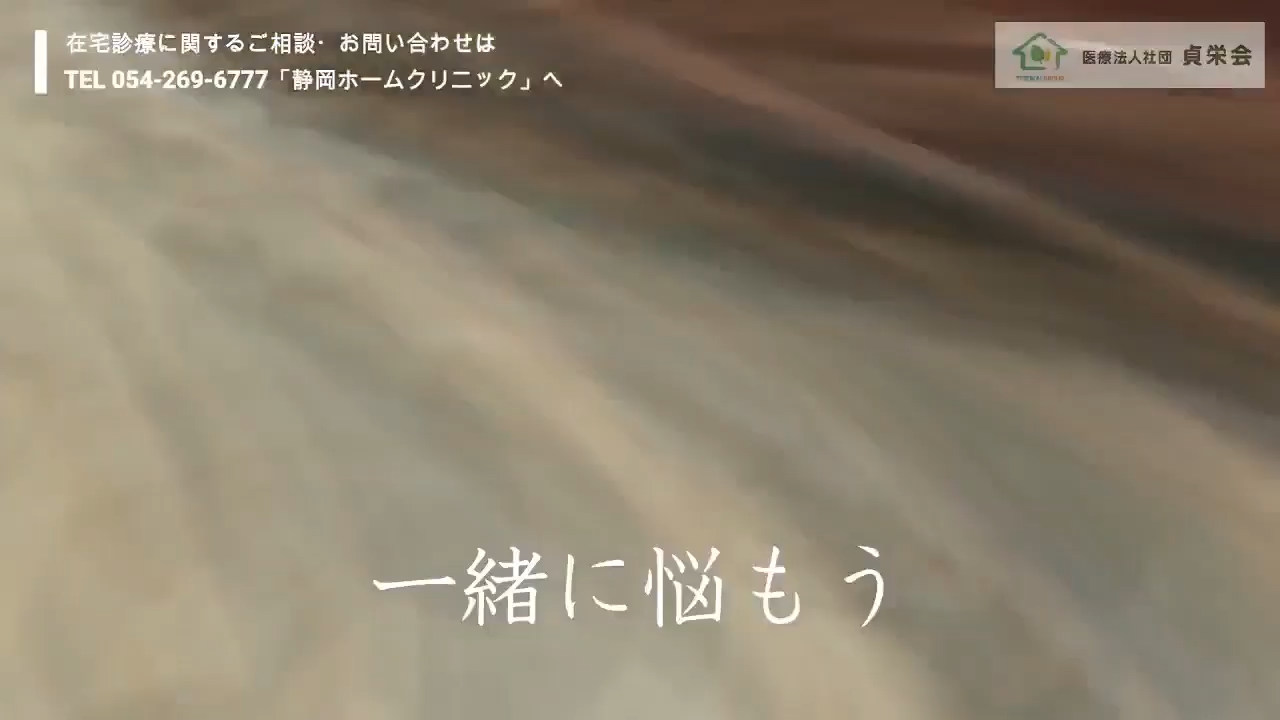 在宅診療に関するご相談・お問い合わせは
TEL 054-269-6777「静岡ホームクリニック」へ
医療法人社団 貞栄会
一緒に悩もう